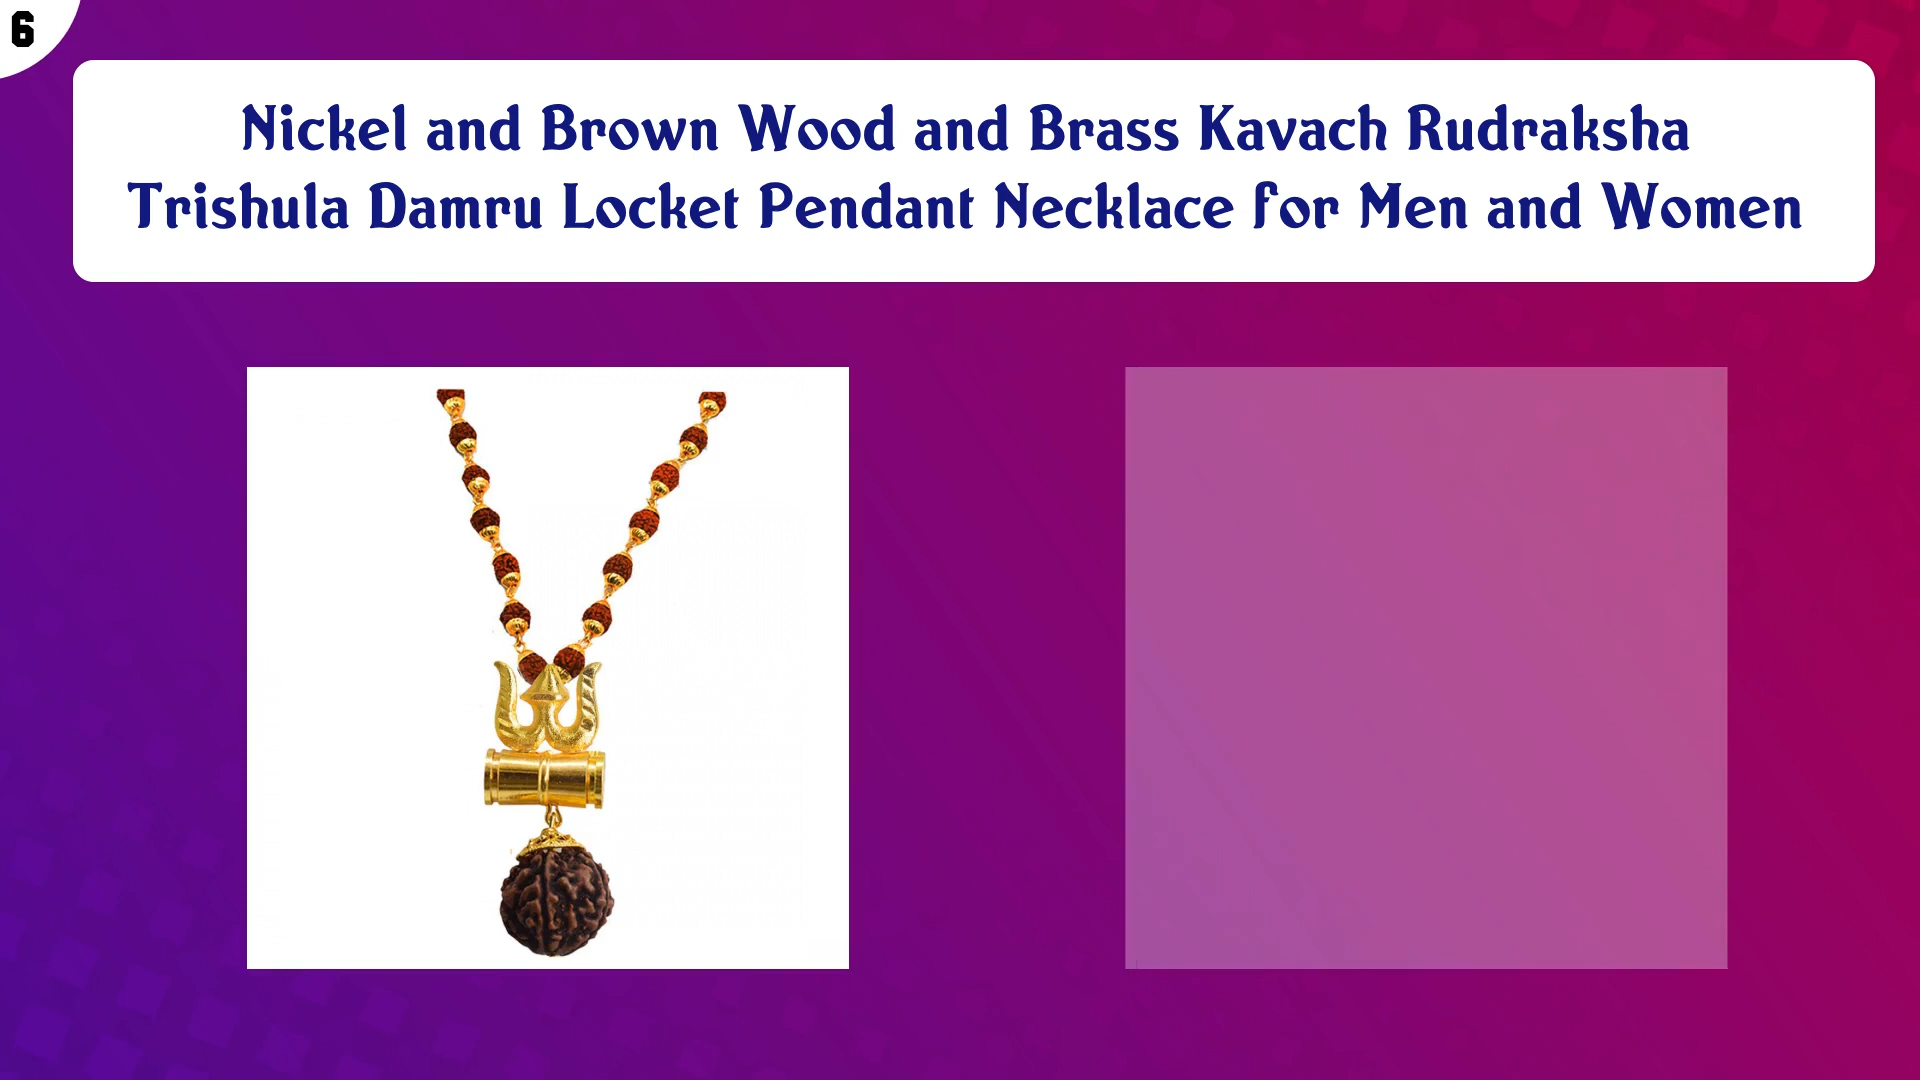 6
Nickel and Brown Wood and Brass Kavach Rudraksha
Trishula Damru Locket Pendant Necklace for Men and Women